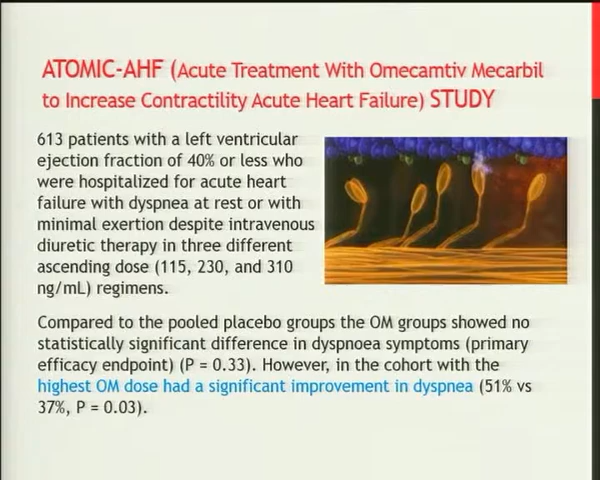 ATOMIC-AHF (Acute Treatment With Omecamtiv Mecarbil
to Increase Contractility Acute Heart Failure) STUDY
613 patients with a left ventricular
ejection fraction of 40% or less who
were hospitalized for acute heart
failure with dyspnea at rest or with
minimal exertion despite intravenous
diuretic therapy in three different
ascending dose (115, 230, and 310
ng/mL) regimens.
Compared to the pooled placebo groups the OM groups showed no
statistically significant difference in dyspnoea symptoms (primary
efficacy endpoint) (P = 0.33). However, in the cohort with the
highest OM dose had a significant improvement in dyspnea (51% vs
37%, P = 0.03).